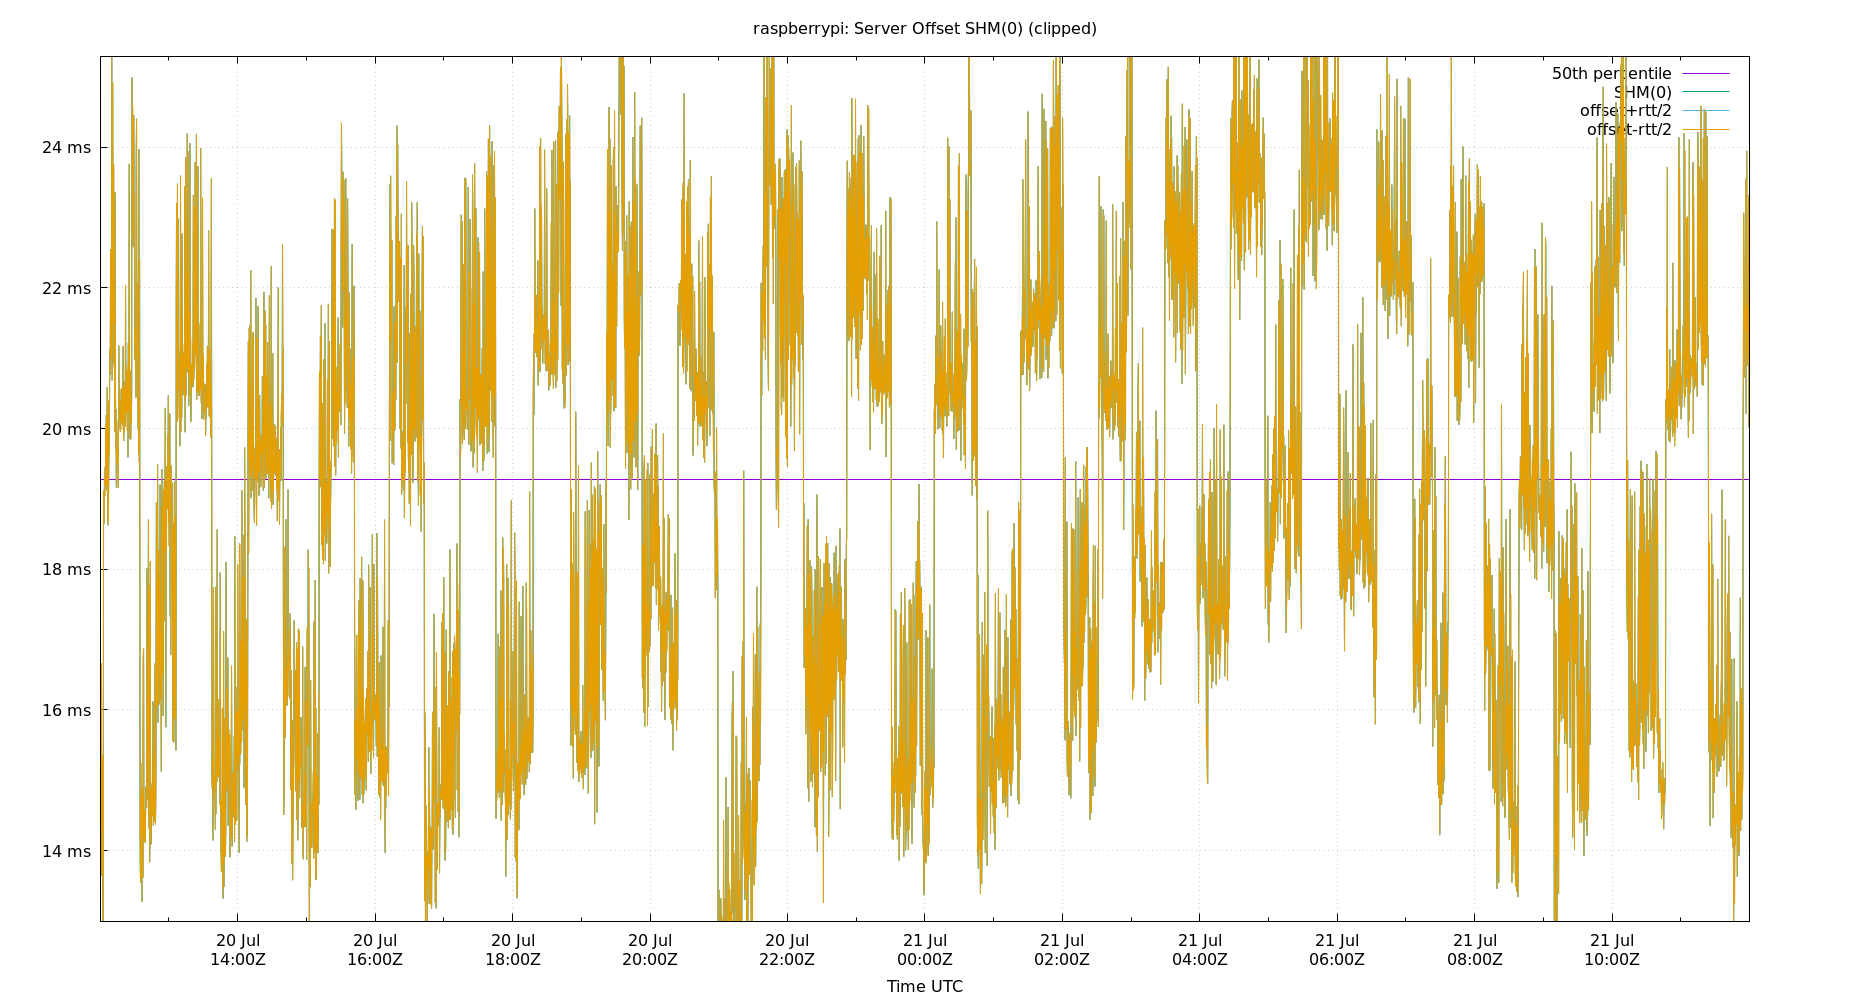 raspberrypi: Server Offset SHM(0) (clipped)
50th percentile
SHM(0)
offset+rtt/2
offset-rtt/2
24 ms
22 ms
20 ms
18 ms
16 ms
14 ms
20 Jul 20 Jul 20 Jul 20 Jul 20 Jul 21 Jul 21 Jul 21 Jul 21 Jul 21 Jul 21 Jul
14:00Z 16:00Z 18:00Z 20:00Z 22:00Z 00:00Z 02:00Z 04:00Z 06:00Z 08:00Z 10:00Z
Time UTC